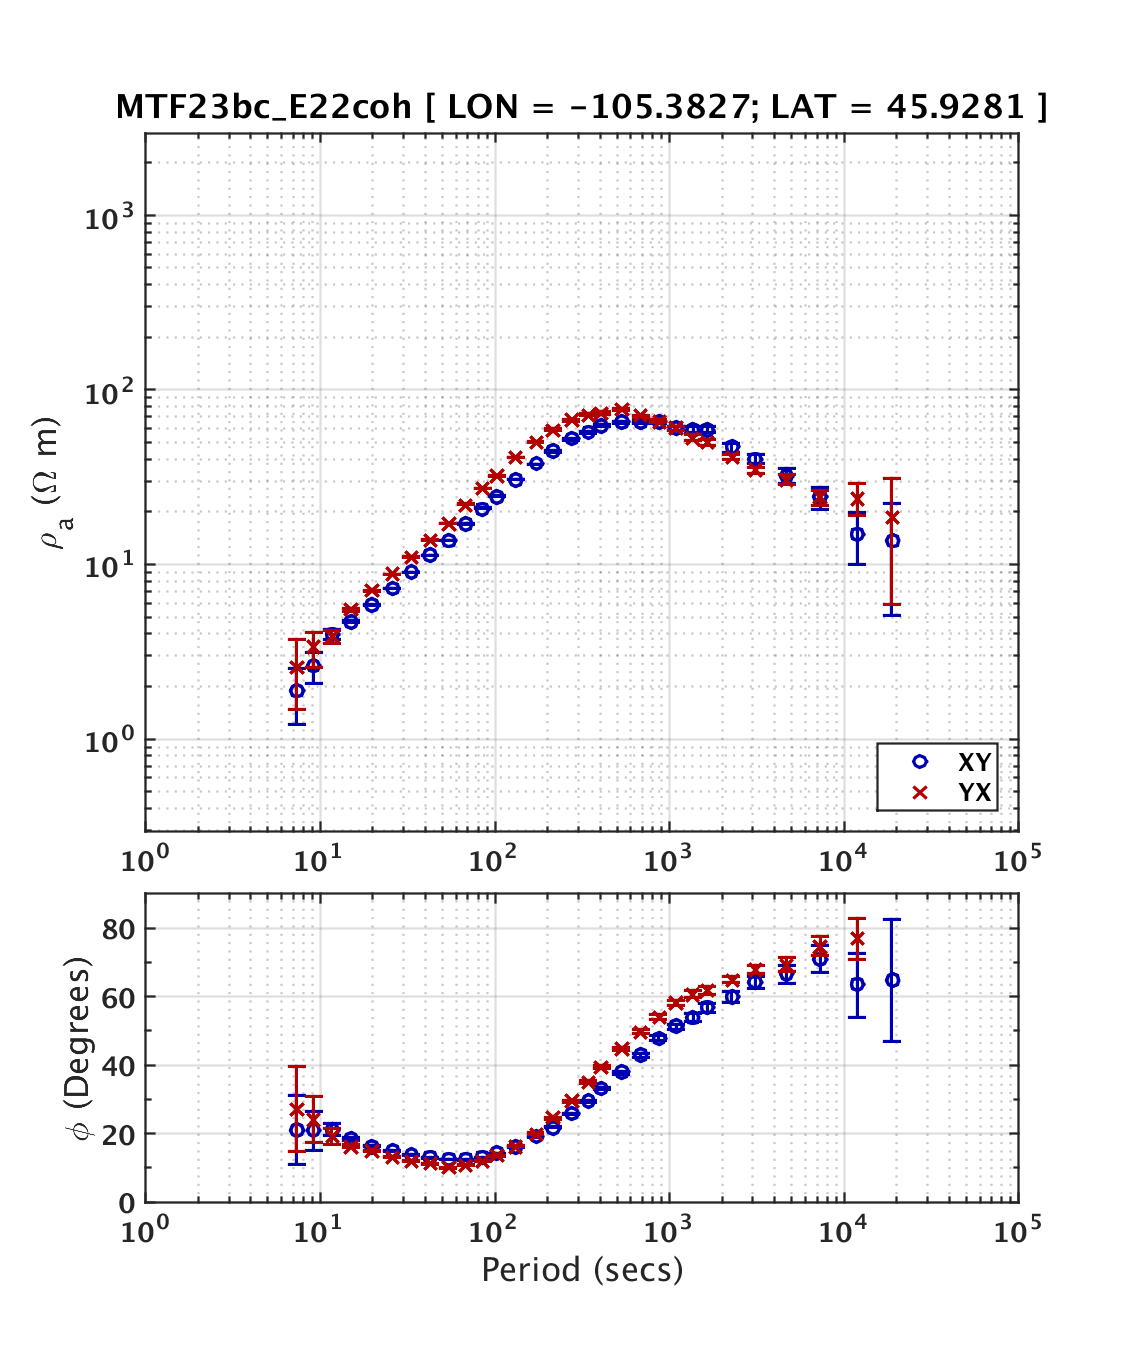 MTF23bc_E22coh [ LON = -105.3827; LAT = 45.9281 ]
10³
10²
10¹
10⁰
ρa (Ω m)
XY
YX
10⁰ 10¹ 10² 10³ 10⁴ 10⁵
80
60
40
20
0
ϕ (Degrees)
10⁰ 10¹ 10² 10³ 10⁴ 10⁵
Period (secs)